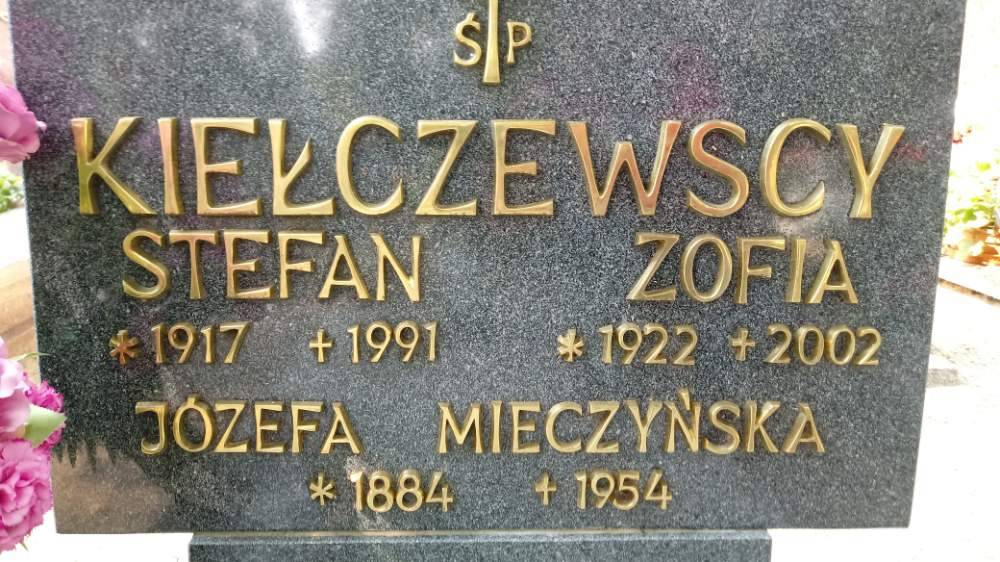 ŚP
KIEŁCZEWSCY
STEFAN ZOFIA
*1917 +1991 *1922 +2002
JÓZEFA MIECZYŃSKA
*1884 +1954